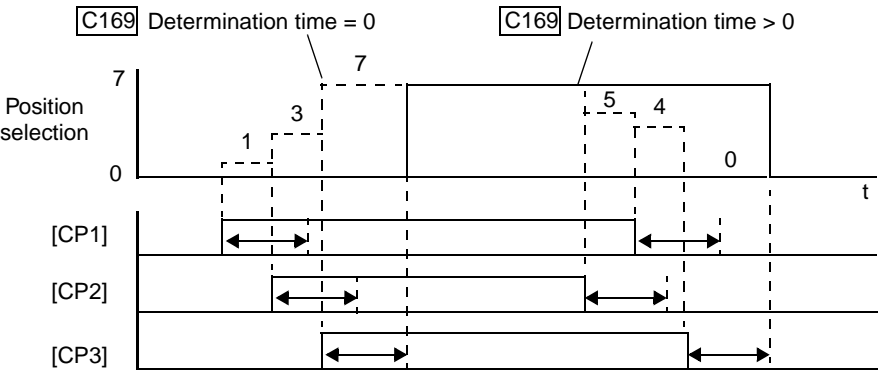 C169 Determination time = 0
C169 Determination time > 0
7
7
Position
selection
5
4
3
1
0
0
t
[CP1]
[CP2]
[CP3]